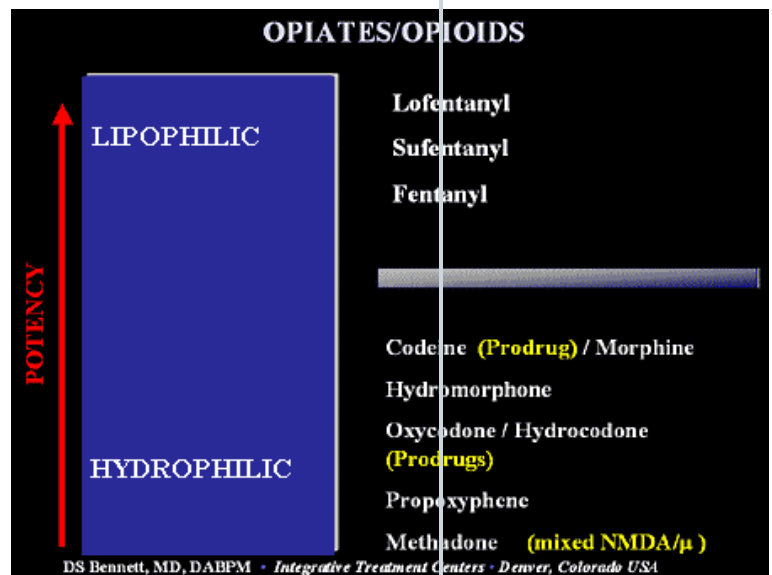 OPIATES/OPIOIDS
POTENCY
LIPOPHILIC
HYDROPHILIC
Lofentanyl
Sufentanyl
Fentanyl
Codeine (Prodrug) / Morphine
Hydromorphone
Oxycodone / Hydrocodone
(Prodrugs)
Propoxyphene
Methadone (mixed NMDA/μ )
DS Bennett, MD, DABPM • Integrative Treatment Centers • Denver, Colorado USA